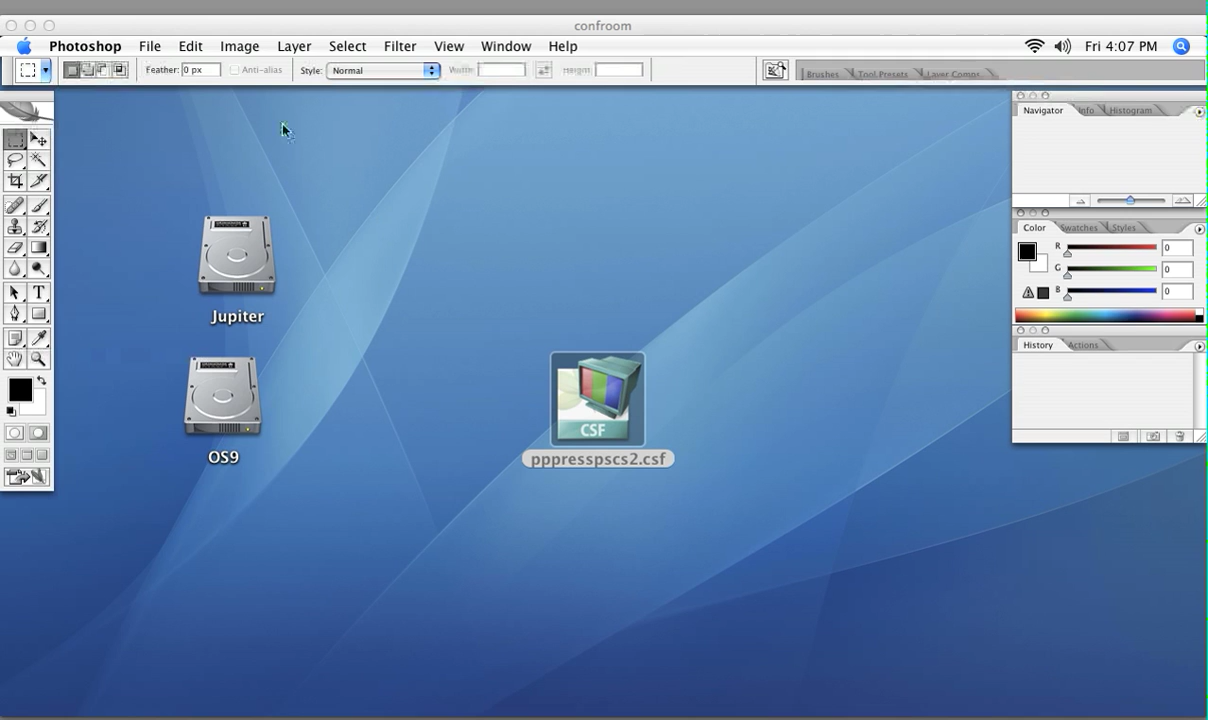 confroom
Photoshop File Edit Image Layer Select Filter View Window Help Fri 4:07 PM
Feather: 0 px Anti-alias Style: Normal Width: Height: Brushes Tool Presets Layer Comps
Navigator Info Histogram
Color Swatches Styles
R 0
G 0
B 0
T
Jupiter
History Actions
CSF
OS9
pppresspscs2.csf